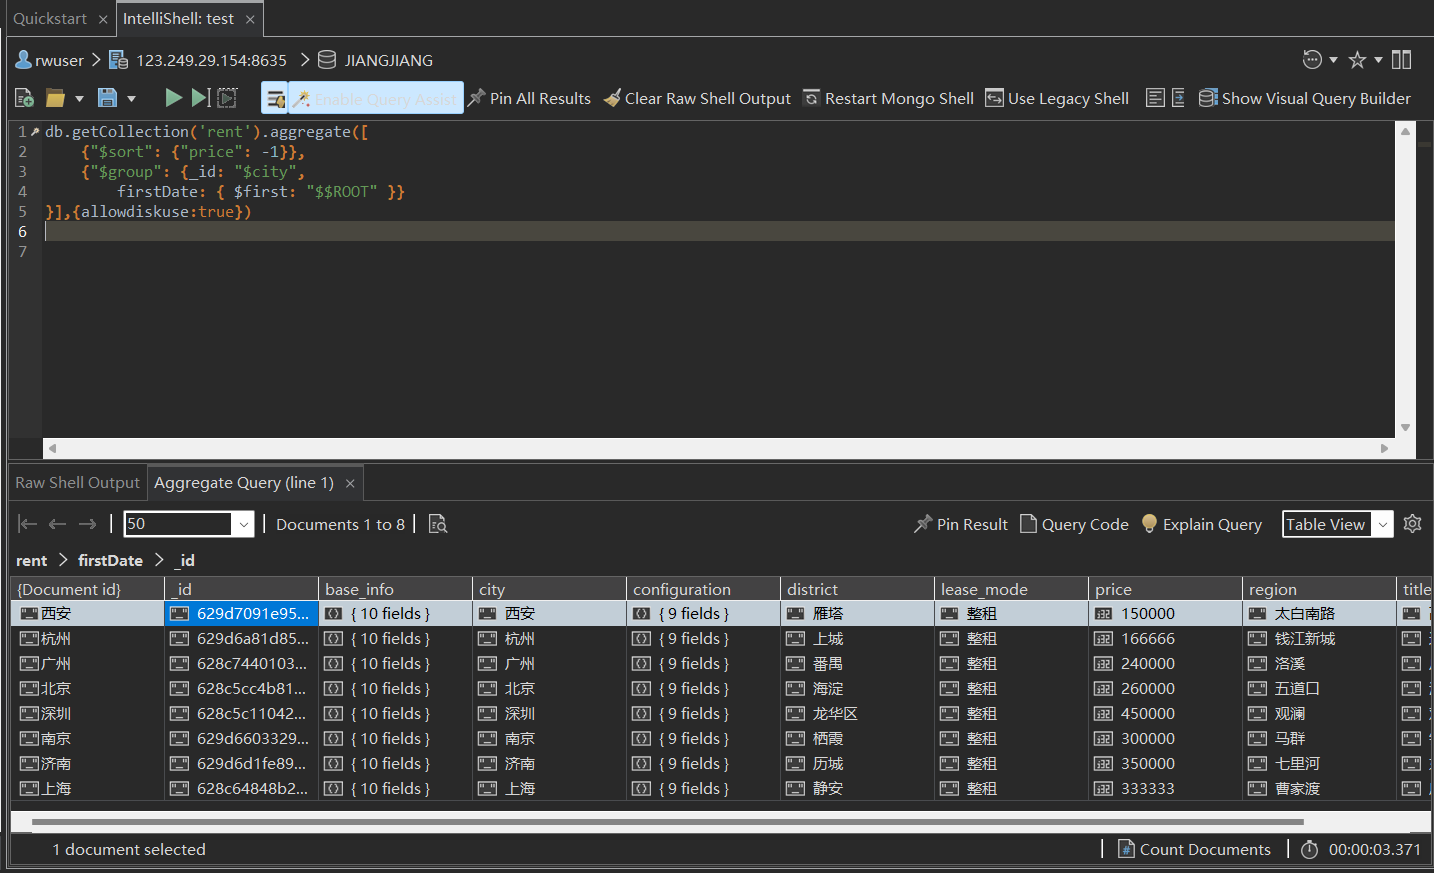 Quickstart × IntelliShell: test ×
rwuser > 123.249.29.154:8635 > JIANGJIANG
Enable Query Assist Pin All Results Clear Raw Shell Output Restart Mongo Shell Use Legacy Shell Show Visual Query Builder
1 db.getCollection('rent').aggregate([
2 {"$sort": {"price": -1}},
3 {"$group": {_id: "$city",
4 firstDate: { $first: "$$ROOT" }}
5 }],{allowdiskuse:true})
6
7
Raw Shell Output Aggregate Query (line 1) ×
50 Documents 1 to 8 Pin Result Query Code Explain Query Table View
rent > firstDate > _id
{Document id} _id base_info city configuration district lease_mode price region title
西安 629d7091e95... { 10 fields } 西安 { 9 fields } 雁塔 整租 150000 太白南路
杭州 629d6a81d85... { 10 fields } 杭州 { 9 fields } 上城 整租 166666 钱江新城
广州 628c7440103... { 10 fields } 广州 { 9 fields } 番禺 整租 240000 洛溪
北京 628c5cc4b81... { 10 fields } 北京 { 9 fields } 海淀 整租 260000 五道口
深圳 628c5c11042... { 10 fields } 深圳 { 9 fields } 龙华区 整租 450000 观澜
南京 629d6603329... { 10 fields } 南京 { 9 fields } 栖霞 整租 300000 马群
济南 629d6d1fe89... { 10 fields } 济南 { 9 fields } 历城 整租 350000 七里河
上海 628c64848b2... { 10 fields } 上海 { 9 fields } 静安 整租 333333 曹家渡
1 document selected Count Documents 00:00:03.371